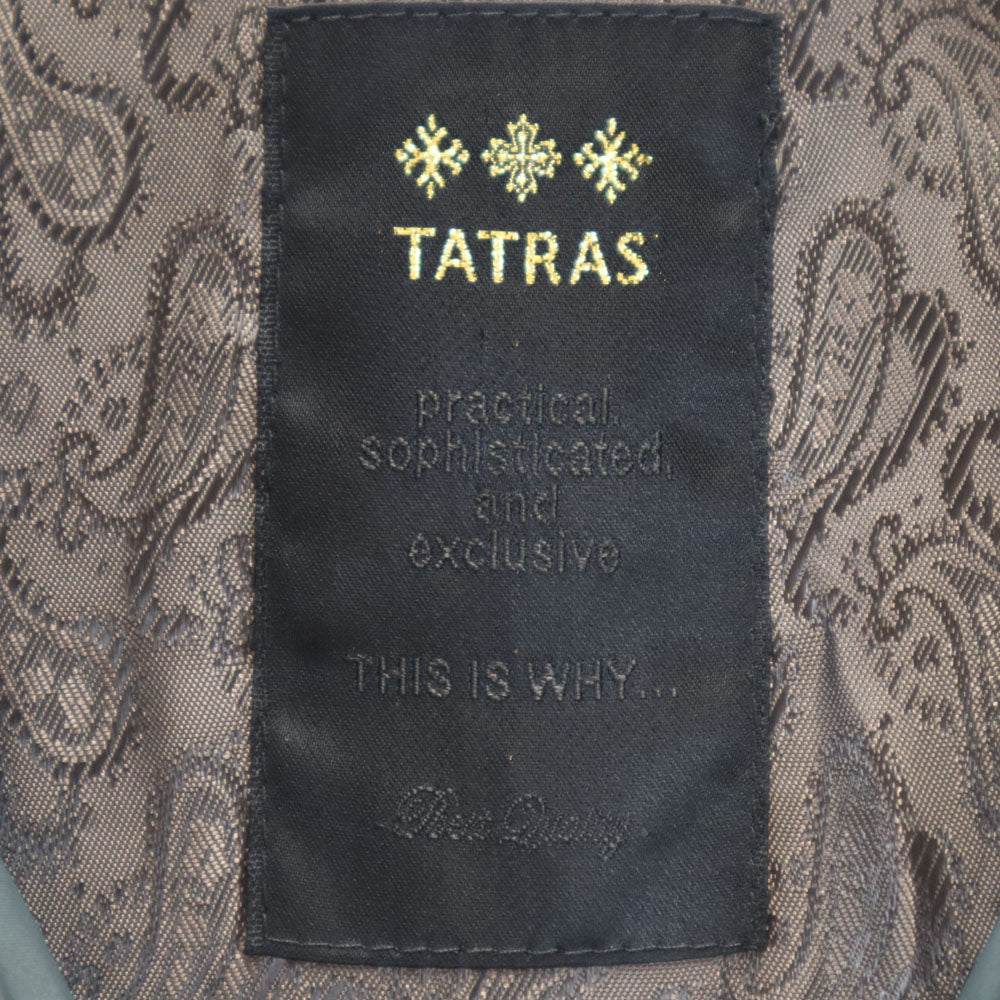 TATRAS
practical,
sophisticated,
and
exclusive
THIS IS WHY...
Best Quality